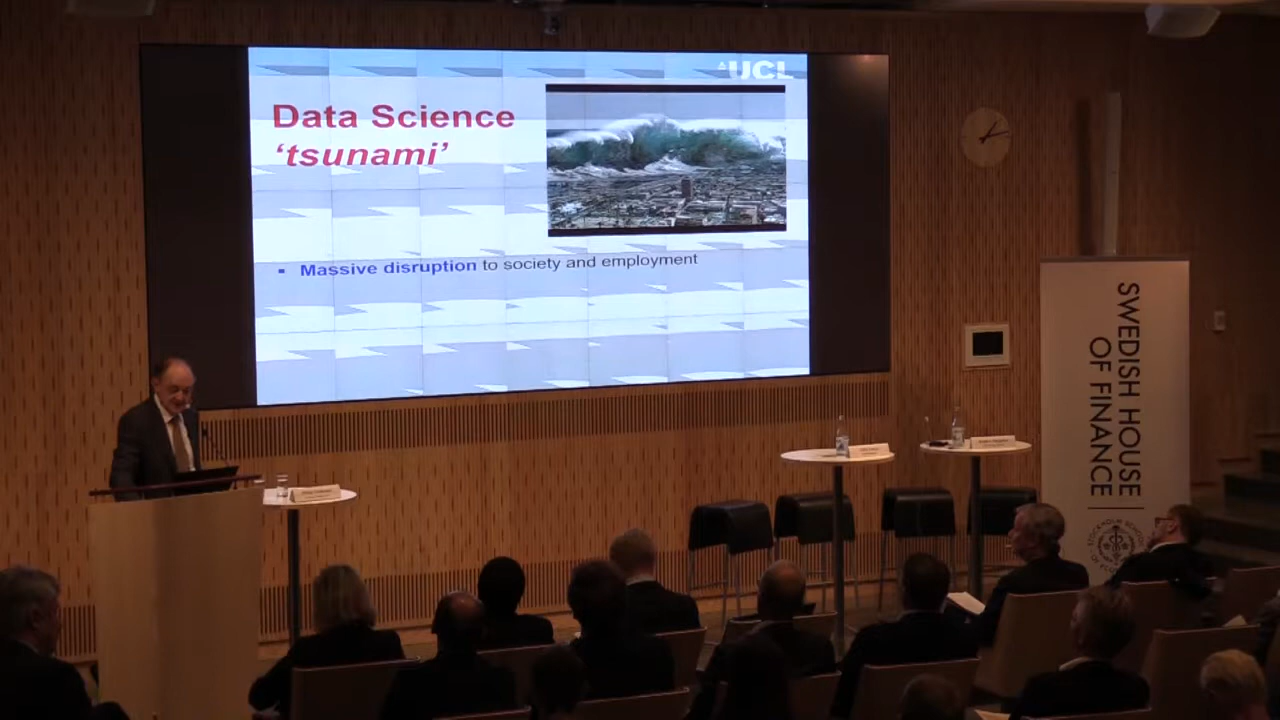 UCL
Data Science
‘tsunami’
▪ Massive disruption to society and employment
SWEDISH HOUSE
OF FINANCE